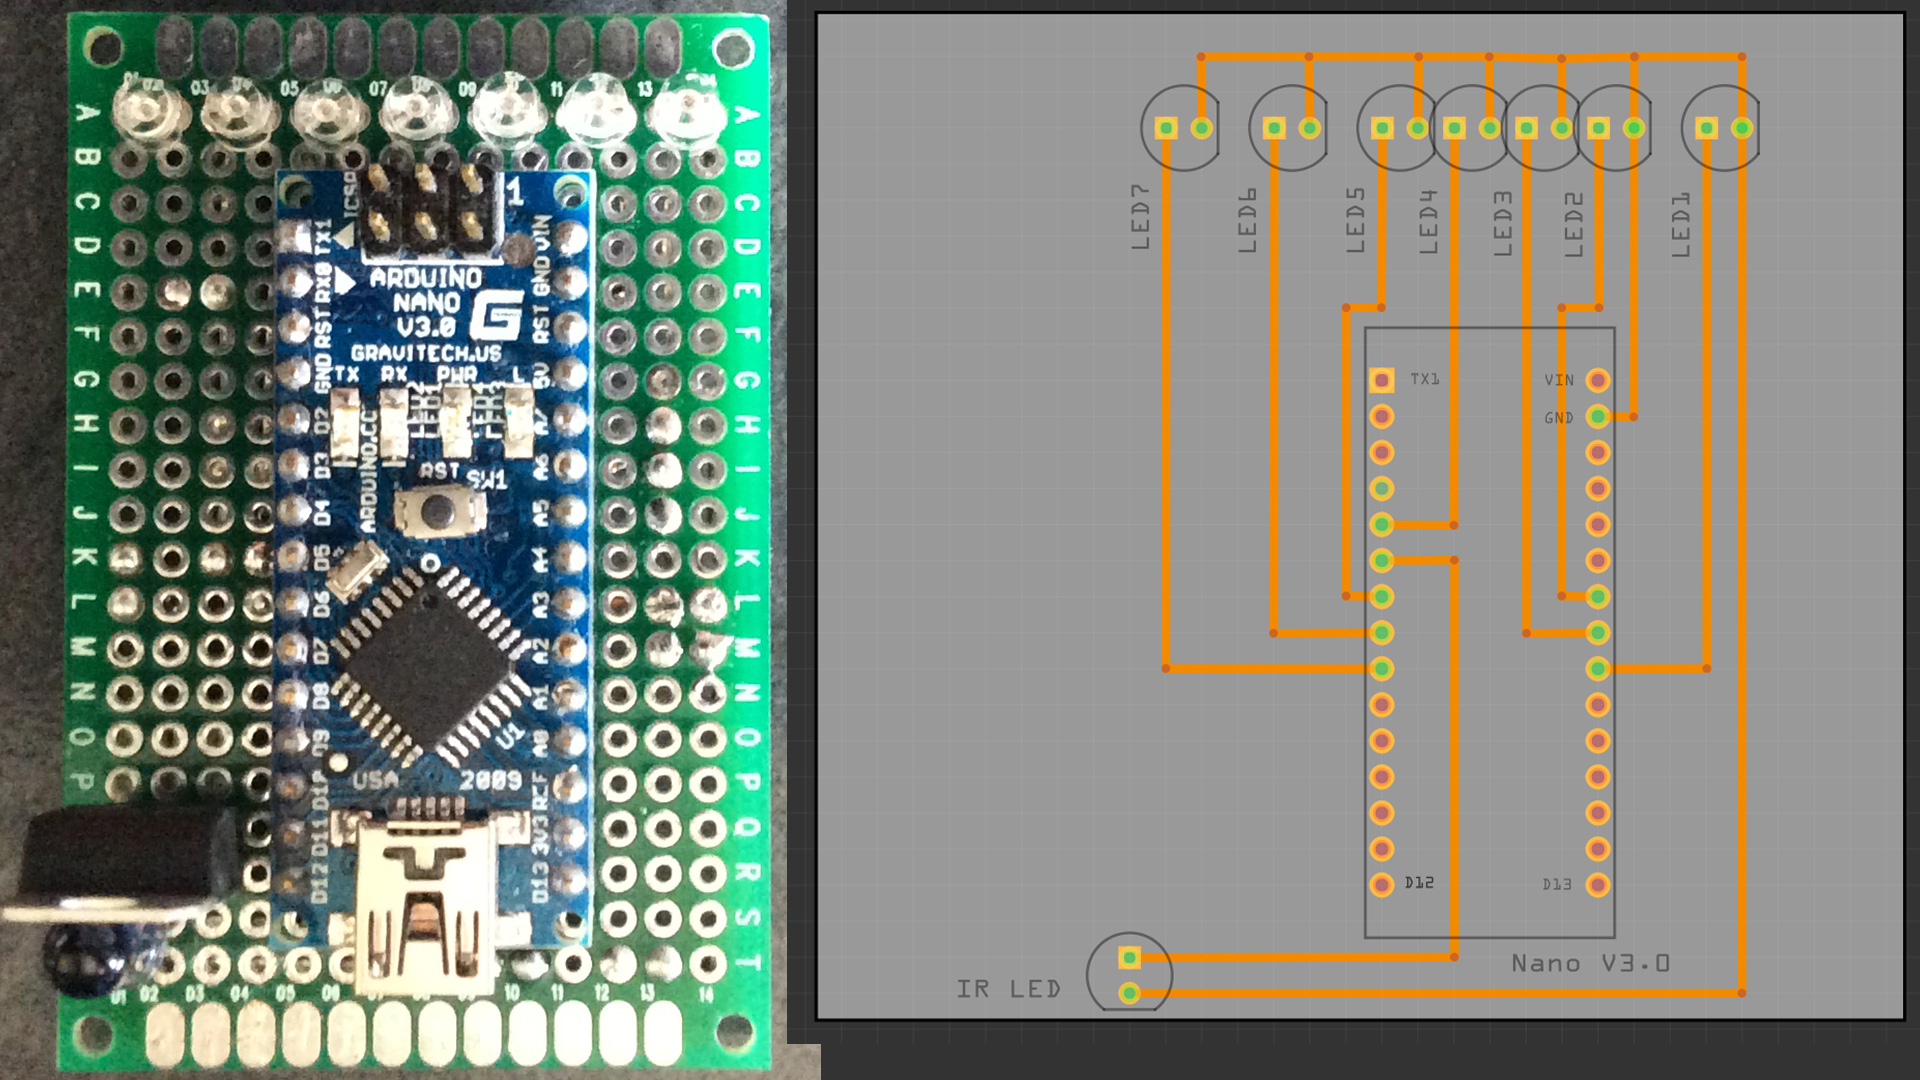 03
05
07
09
11
13
A
A
B
B
C
C
D
D
E
E
F
F
G
G
H
H
I
I
J
J
K
K
L
L
M
M
N
N
O
O
P
P
Q
R
S
T
ICSP
1
TX1
RX0
RST
GND
D2
D3
D4
D5
D6
D7
D8
D9
D11
D12
VIN
GND
RST
5V
A7
A6
A5
A4
A3
A2
A1
A0
REF
3V3
D13
ARDUINO
NANO
V3.0
G
GRAVITECH.US
TX RX PWR L
ARDUINO.CC
RST
SW1
U1
USA 2009
02 03 04 05 06 10 11 12 13 14
LED7
LED6
LED5
LED4
LED3
LED2
LED1
TX1 VIN
GND
D12 D13
Nano V3.0
IR LED